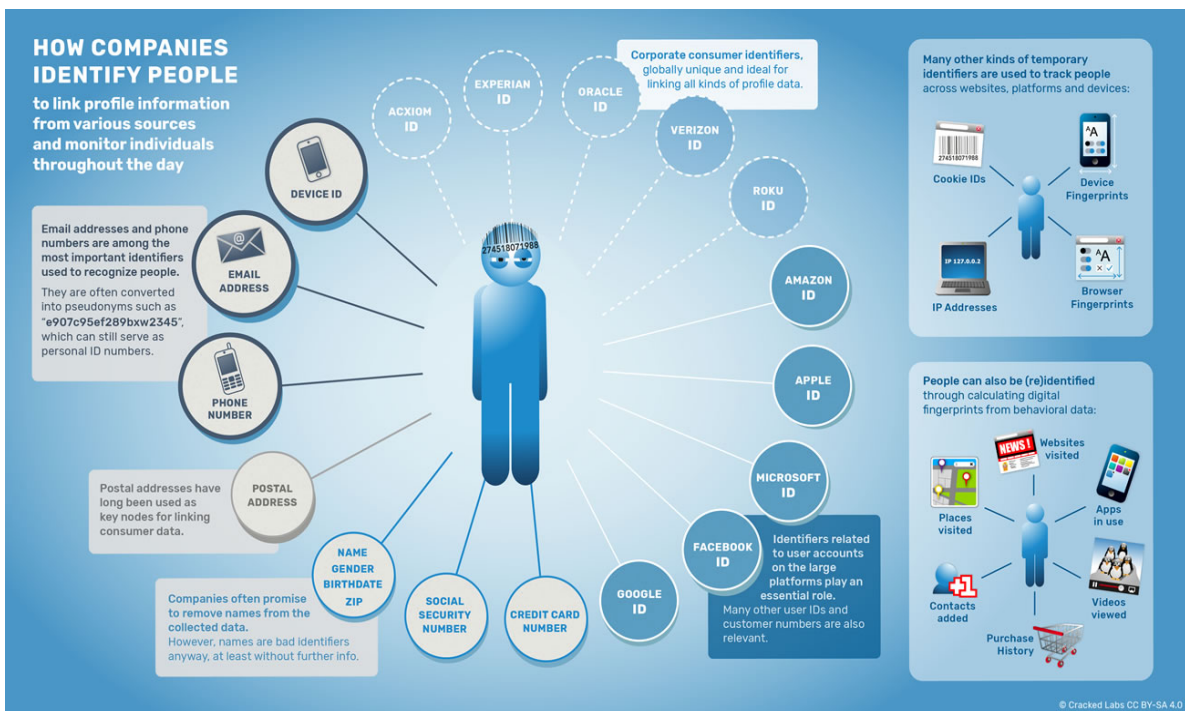 HOW COMPANIES
IDENTIFY PEOPLE
to link profile information
from various sources
and monitor individuals
throughout the day
DEVICE ID
Email addresses and phone
numbers are among the
most important identifiers
used to recognize people.
They are often converted
into pseudonyms such as
"e907c95ef289bxw2345",
which can still serve as
personal ID numbers.
EMAIL
ADDRESS
@
PHONE
NUMBER
Postal addresses have
long been used as
key nodes for linking
consumer data.
POSTAL
ADDRESS
Companies often promise
to remove names from the
collected data.
However, names are bad identifiers
anyway, at least without further info.
NAME
GENDER
BIRTHDATE
ZIP
SOCIAL
SECURITY
NUMBER
CREDIT CARD
NUMBER
ACXIOM
ID
EXPERIAN
ID
ORACLE
ID
Corporate consumer identifiers,
globally unique and ideal for
linking all kinds of profile data.
VERIZON
ID
ROKU
ID
274518071988
AMAZON
ID
APPLE
ID
MICROSOFT
ID
FACEBOOK
ID
GOOGLE
ID
Identifiers related
to user accounts
on the large
platforms play an
essential role.
Many other user IDs and
customer numbers are also
relevant.
Many other kinds of temporary
identifiers are used to track people
across websites, platforms and devices:
274518071988
Cookie IDs
AA
Device
Fingerprints
IP 127.0.0.2
IP Addresses
AA
Browser
Fingerprints
People can also be (re)identified
through calculating digital
fingerprints from behavioral data:
NEWS !
Websites
visited
Places
visited
Apps
in use
+1
Contacts
added
Videos
viewed
Purchase
History
© Cracked Labs CC BY-SA 4.0